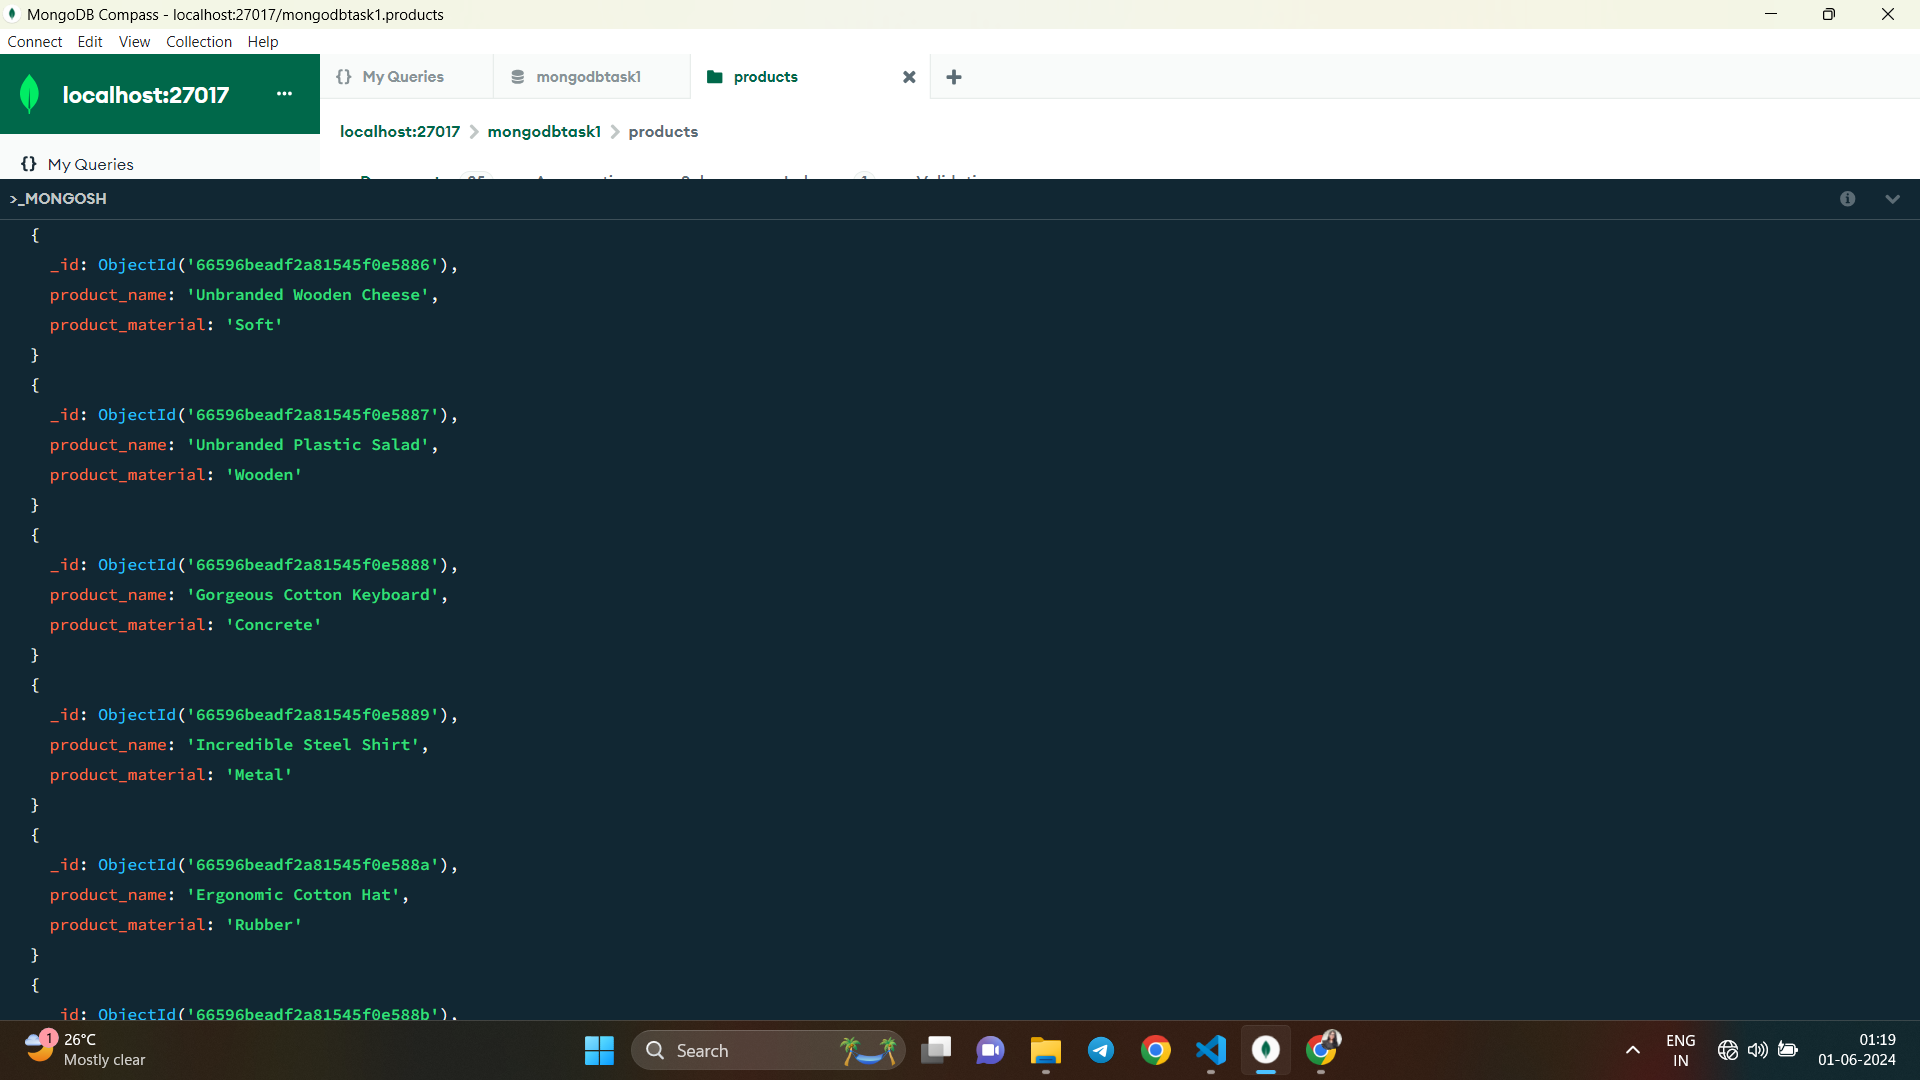 MongoDB Compass - localhost:27017/mongodbtask1.products
Connect Edit View Collection Help
localhost:27017 ...
{} My Queries mongodbtask1 products
localhost:27017 > mongodbtask1 > products
{} My Queries
>_MONGOSH
{
_id: ObjectId('66596beadf2a81545f0e5886'),
product_name: 'Unbranded Wooden Cheese',
product_material: 'Soft'
}
{
_id: ObjectId('66596beadf2a81545f0e5887'),
product_name: 'Unbranded Plastic Salad',
product_material: 'Wooden'
}
{
_id: ObjectId('66596beadf2a81545f0e5888'),
product_name: 'Gorgeous Cotton Keyboard',
product_material: 'Concrete'
}
{
_id: ObjectId('66596beadf2a81545f0e5889'),
product_name: 'Incredible Steel Shirt',
product_material: 'Metal'
}
{
_id: ObjectId('66596beadf2a81545f0e588a'),
product_name: 'Ergonomic Cotton Hat',
product_material: 'Rubber'
}
{
_id: ObjectId('66596beadf2a81545f0e588b'),
1
26°C
Mostly clear
Search
ENG
IN
01:19
01-06-2024